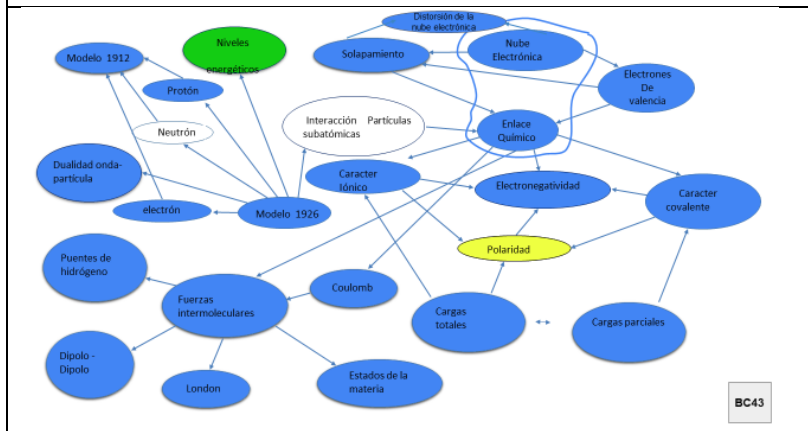 Distorsión de la
nube electrónica
Niveles
energéticos
Nube
Electrónica
Modelo 1912
Solapamiento
Electrones
De
valencia
Protón
Interacción Partículas
subatómicas
Neutrón
Enlace
Químico
Dualidad onda-
partícula
Caracter
Iónico
Electronegatividad
Caracter
covalente
electrón
Modelo 1926
Polaridad
Puentes de
hidrógeno
Fuerzas
intermoleculares
Coulomb
Cargas
totales
Cargas parciales
Dipolo -
Dipolo
London
Estados de la
materia
BC43